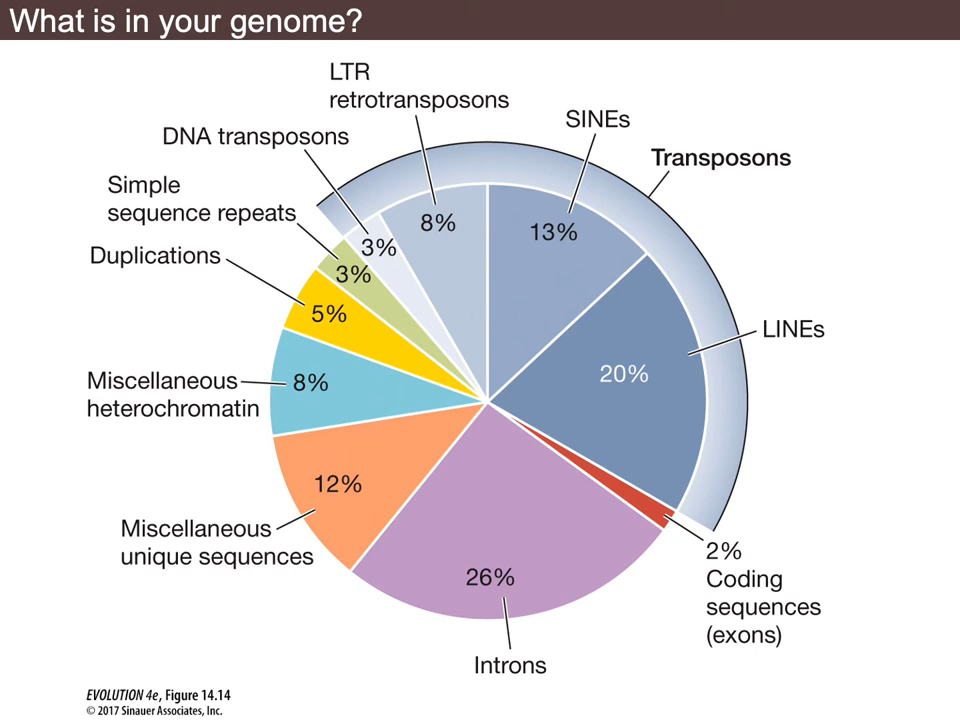 What is in your genome?
LTR
retrotransposons
SINEs
DNA transposons
Transposons
Simple
sequence repeats
8%
13%
3%
Duplications
3%
5%
LINEs
20%
Miscellaneous
heterochromatin
8%
12%
Miscellaneous
unique sequences
2%
Coding
sequences
(exons)
26%
Introns
EVOLUTION 4e, Figure 14.14
© 2017 Sinauer Associates, Inc.